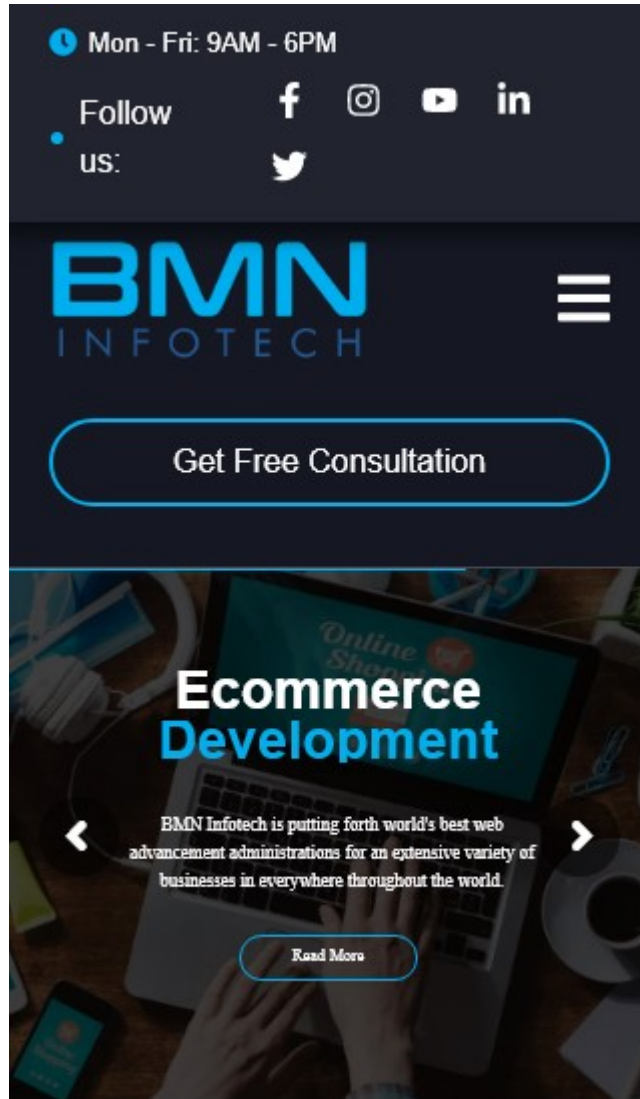 Mon - Fri: 9AM - 6PM
Follow
us:
BMN
INFOTECH
Get Free Consultation
Online
Ecommerce
Development
BMN Infotech is putting forth world's best web
advancement administrations for an extensive variety of
businesses in everywhere throughout the world.
Read More